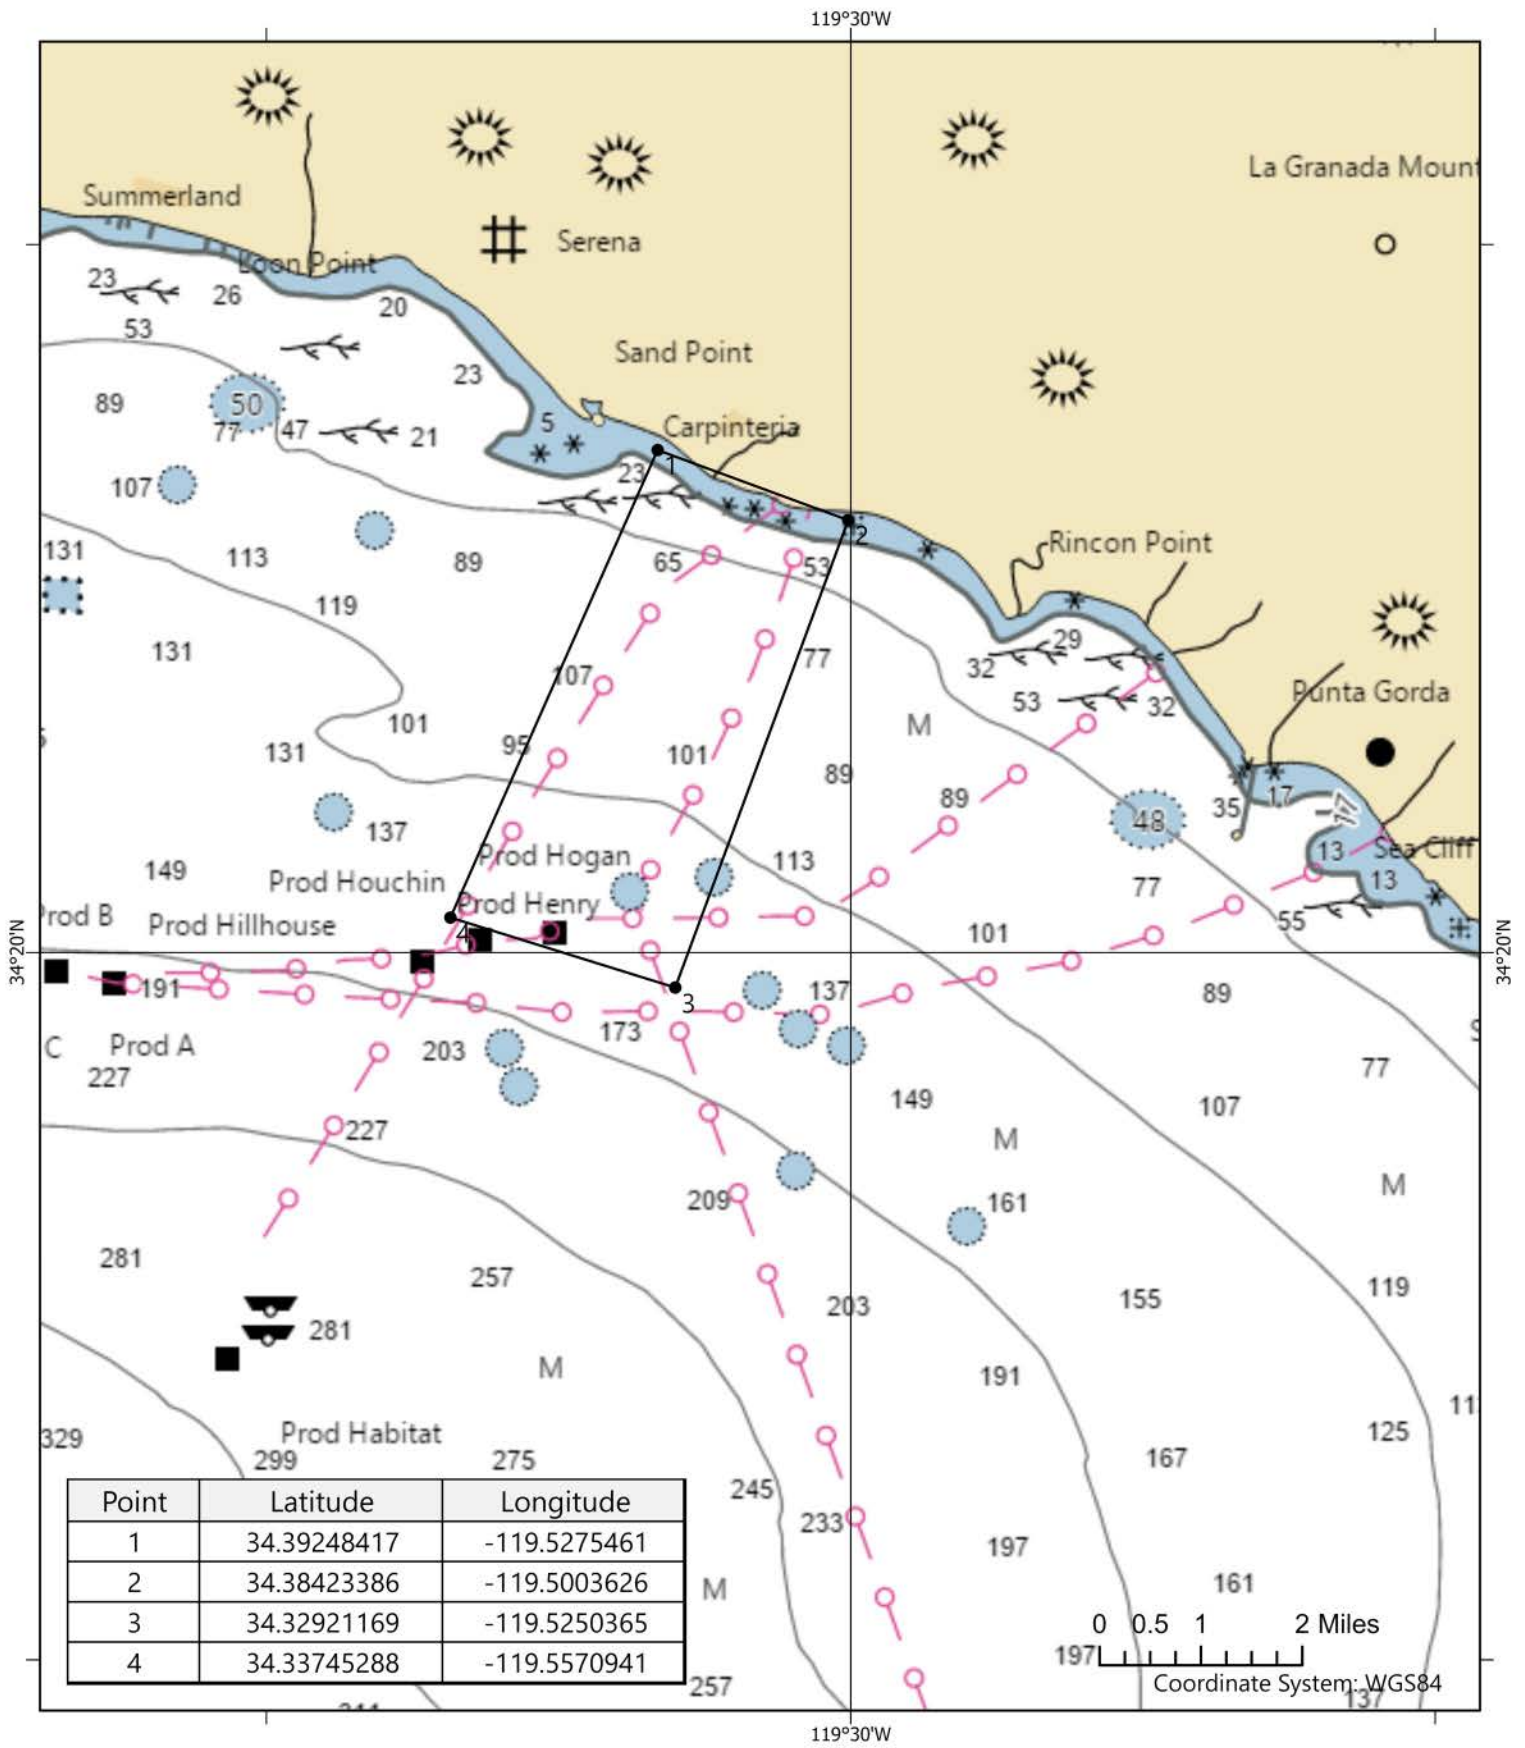 119°30'W
La Granada Mount
Summerland
Serena
Loon Point
23
26
20
53
Sand Point
23
89
50
77
47
21
5
Carpinteria
107
23
1
2
131
113
89
65
53
Rincon Point
119
131
107
77
32
29
53
32
Punta Gorda
101
95
101
M
131
89
89
35
17
17
48
137
Prod Hogan
113
13
Sea Cliff
149
Prod Houchin
77
13
Prod B
Prod Hillhouse
Prod Henry
4
101
55
34°20'N
34°20'N
191
3
137
89
C
Prod A
203
173
77
227
149
107
227
M
M
209
161
281
257
203
155
119
281
191
M
11
Prod Habitat
125
329
299
275
167
245
233
197
161
M
197
257
137
Point Latitude Longitude
1 34.39248417 -119.5275461
2 34.38423386 -119.5003626
3 34.32921169 -119.5250365
4 34.33745288 -119.5570941
0 0.5 1 2 Miles
Coordinate System: WGS84
119°30'W